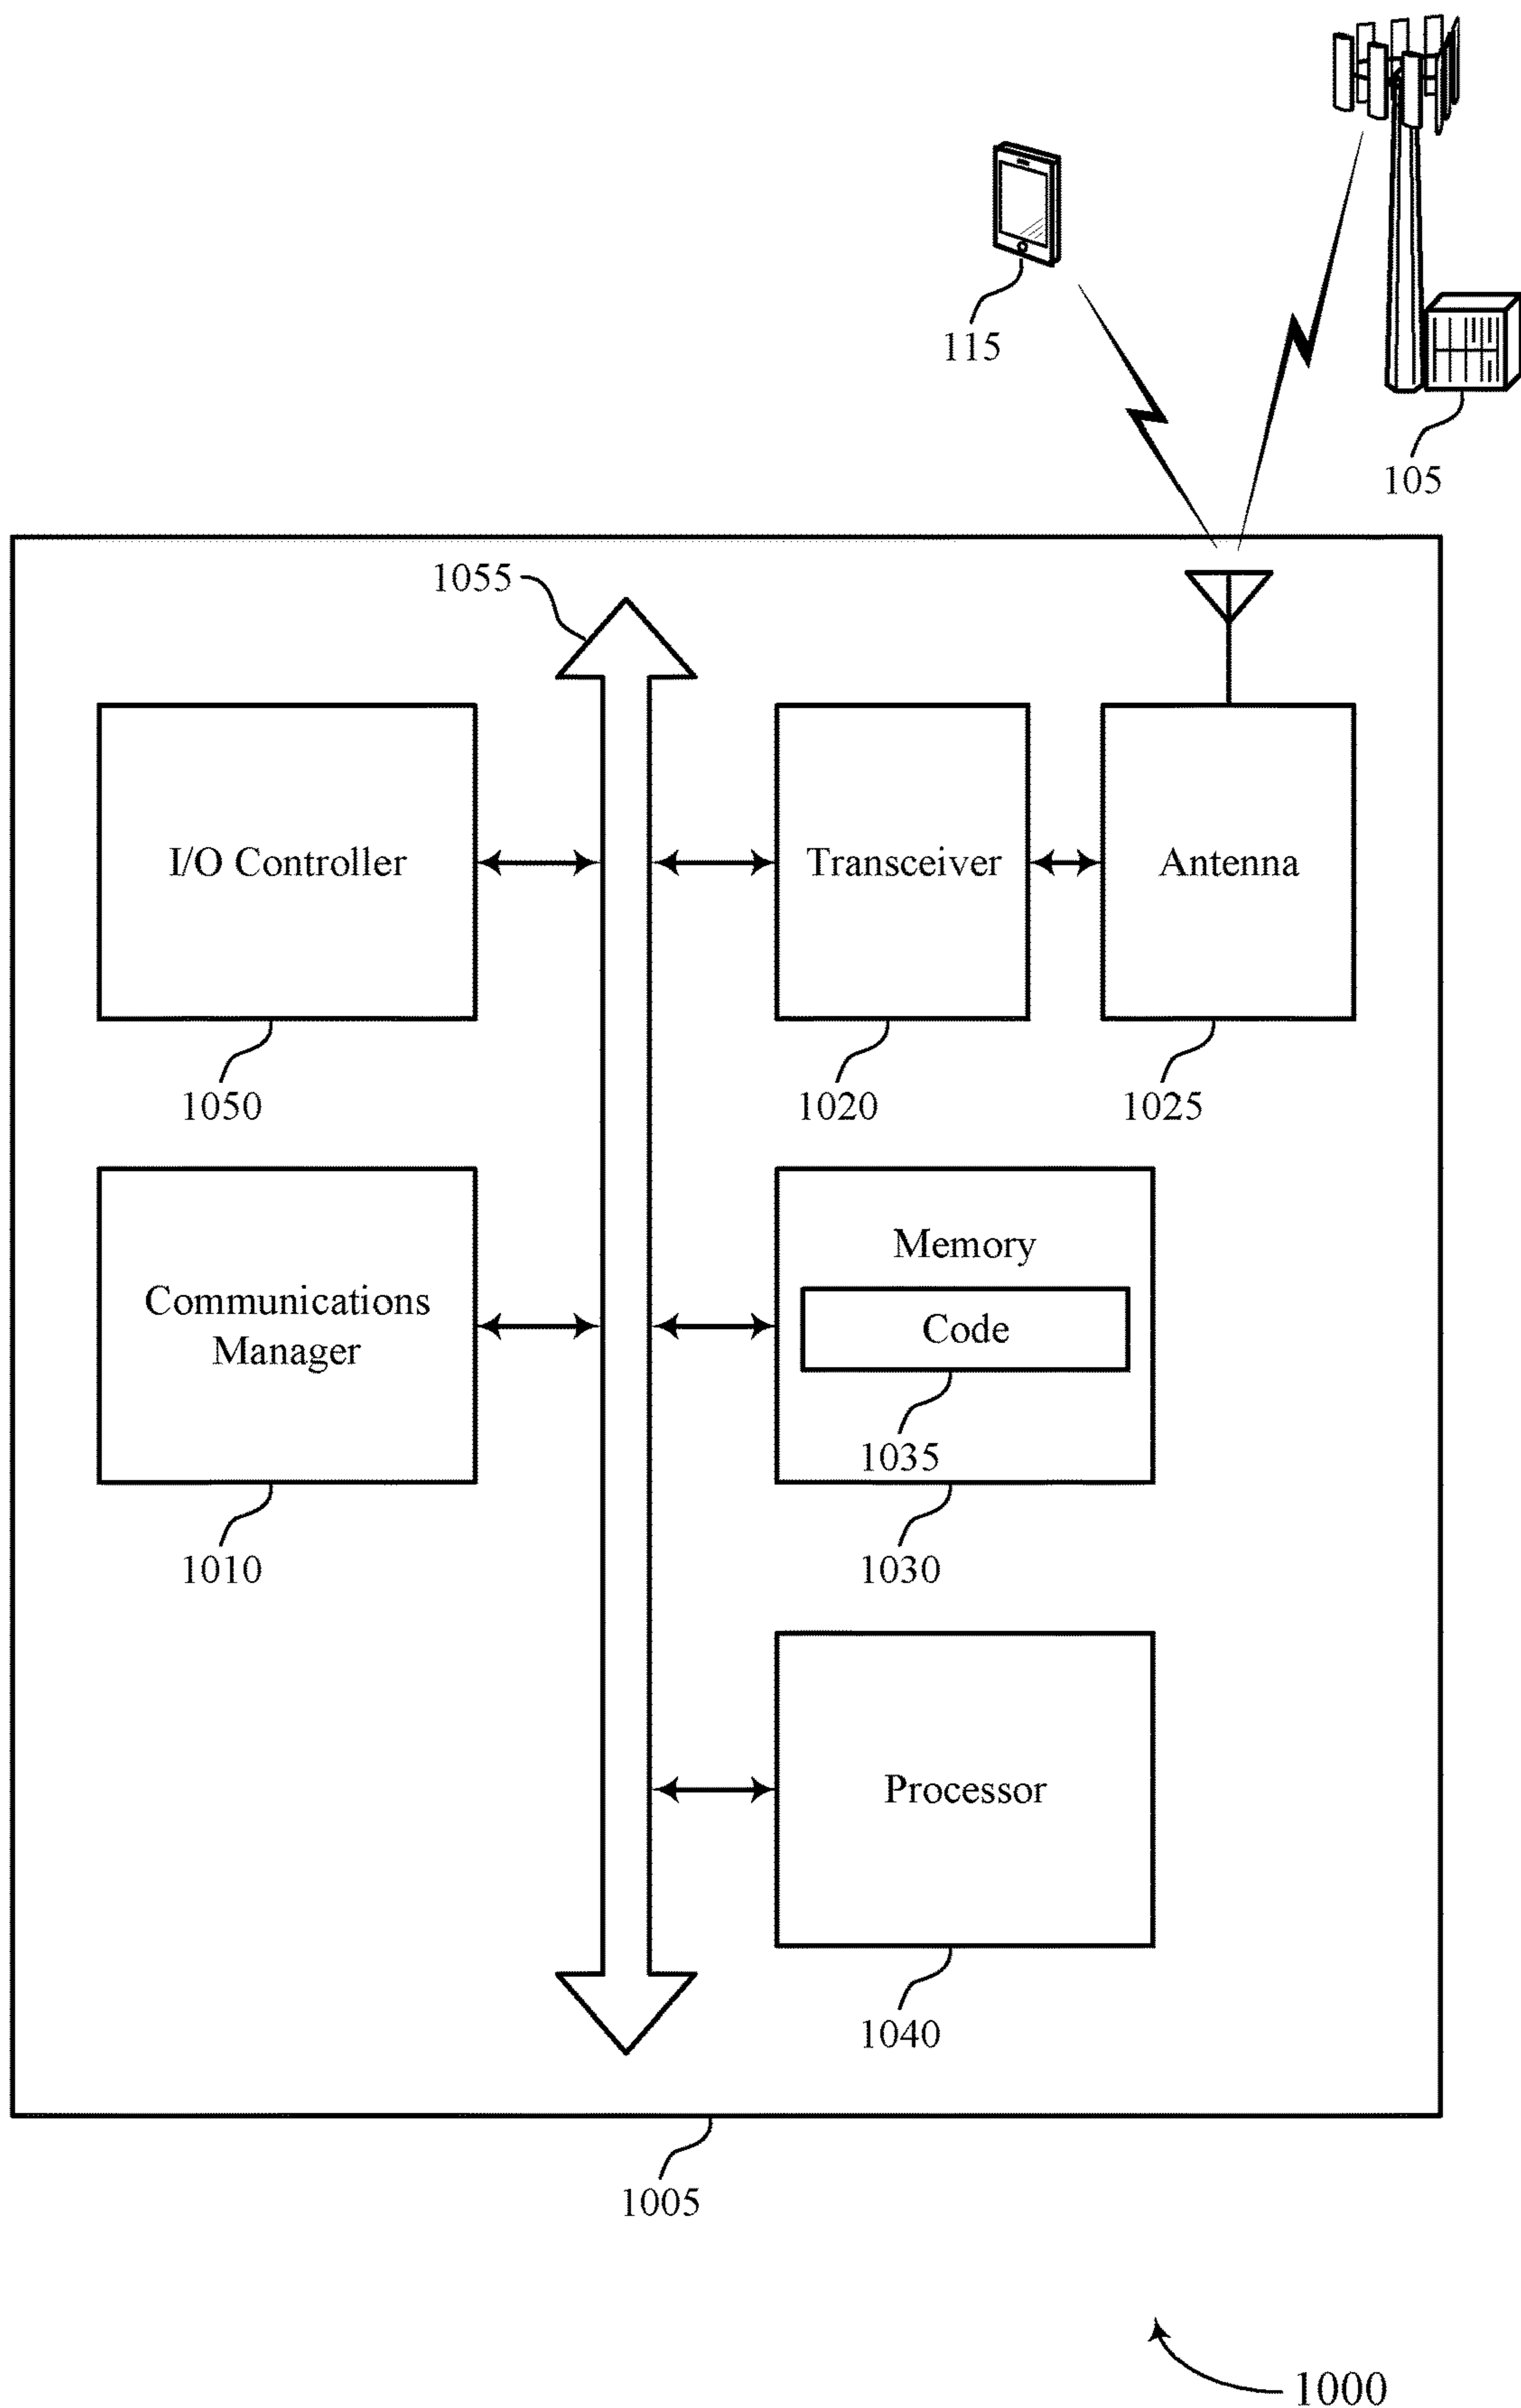 115
105
1055
I/O Controller
Transceiver
Antenna
1050
1020
1025
Communications
Manager
Memory
Code
1035
1010
1030
Processor
1040
1005
1000